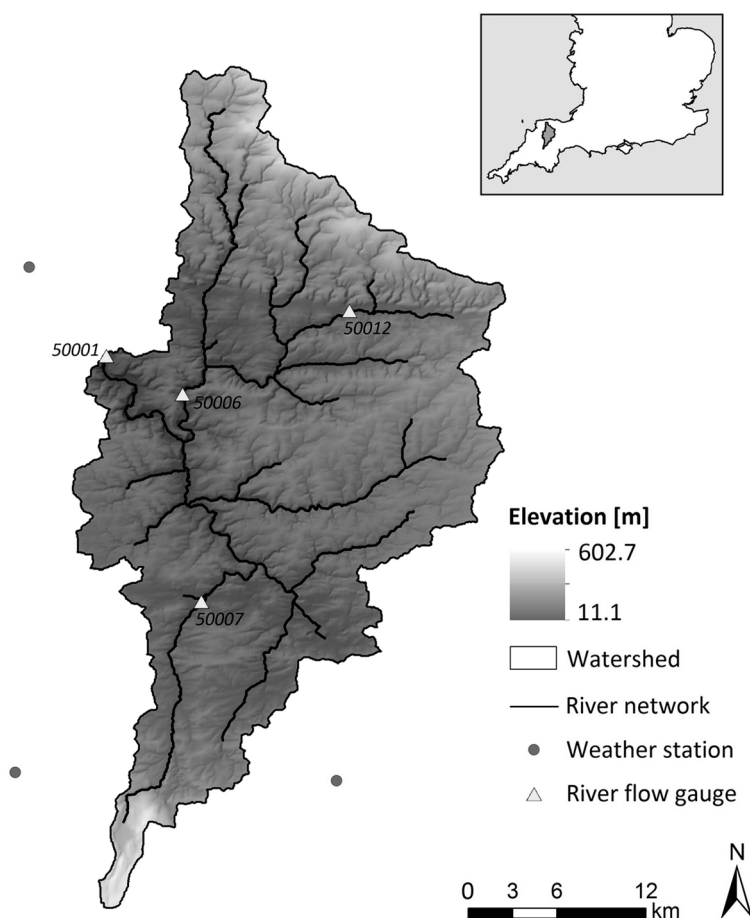 50012
50001
50006
50007
Elevation [m]
602.7
11.1
Watershed
River network
Weather station
River flow gauge
N
0 3 6 12
km